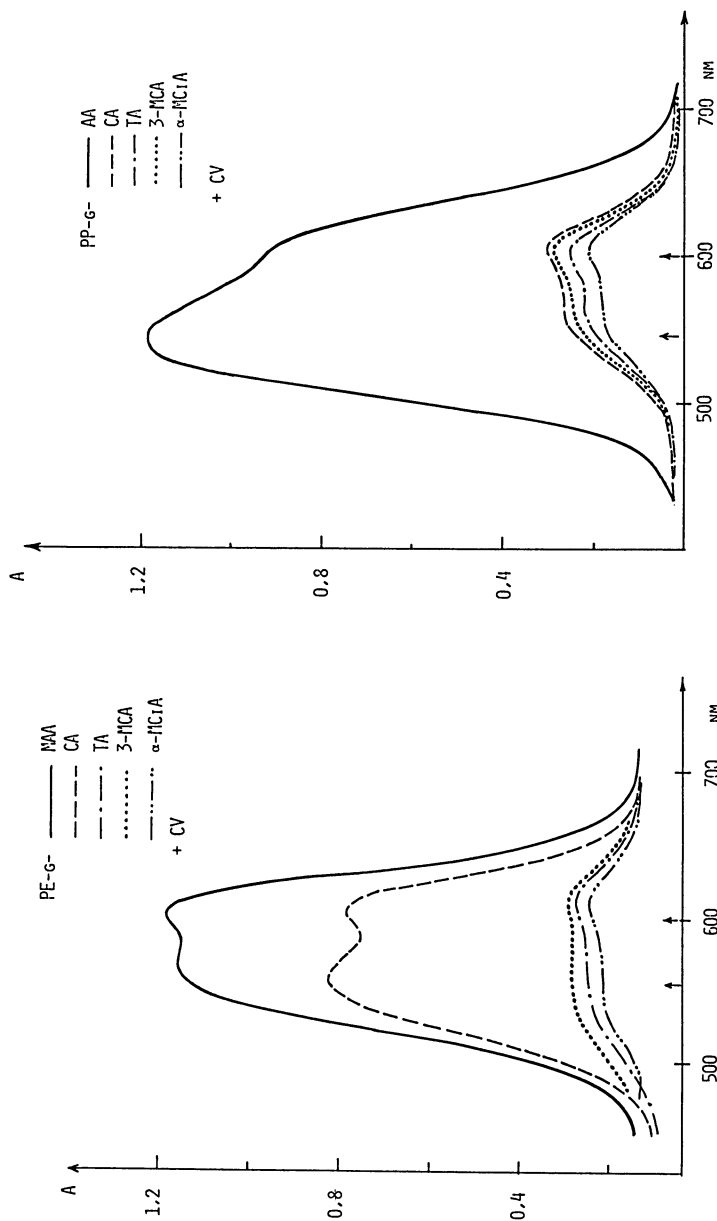 A
1,2
0,8
0,4
PE-G- MAA
CA
TA
3-MCA
α-MCIA
+ CV
500
600
700
NM
A
1,2
0,8
0,4
PP-G- AA
CA
TA
3-MCA
α-MCIA
+ CV
500
600
700
NM